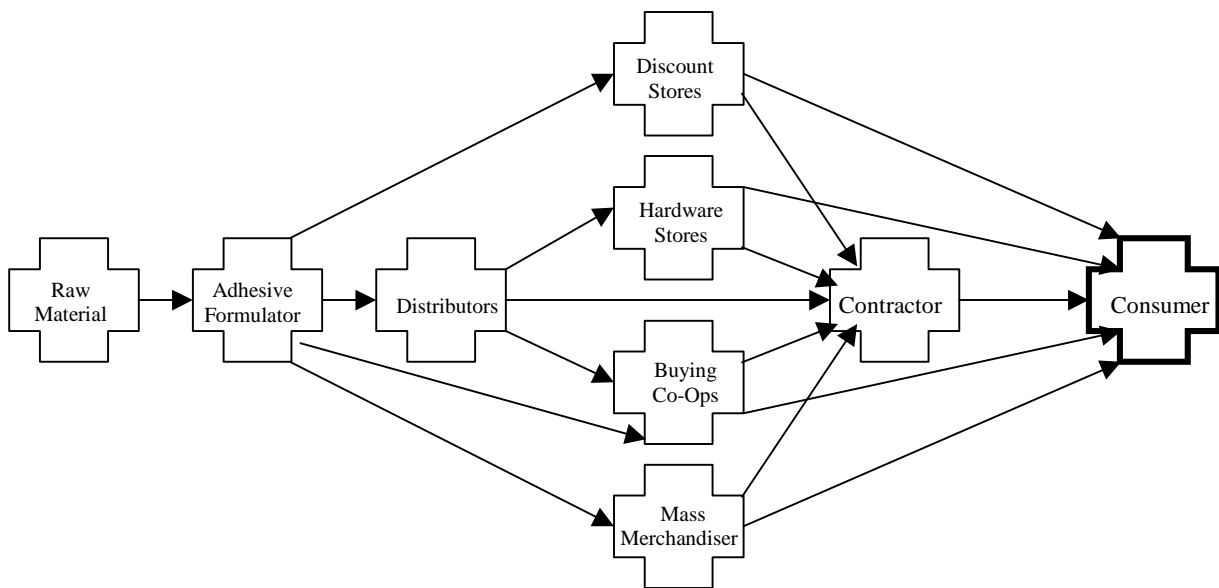 Discount
Stores
Hardware
Stores
Raw
Material
Adhesive
Formulator
Distributors
Contractor
Consumer
Buying
Co-Ops
Mass
Merchandiser